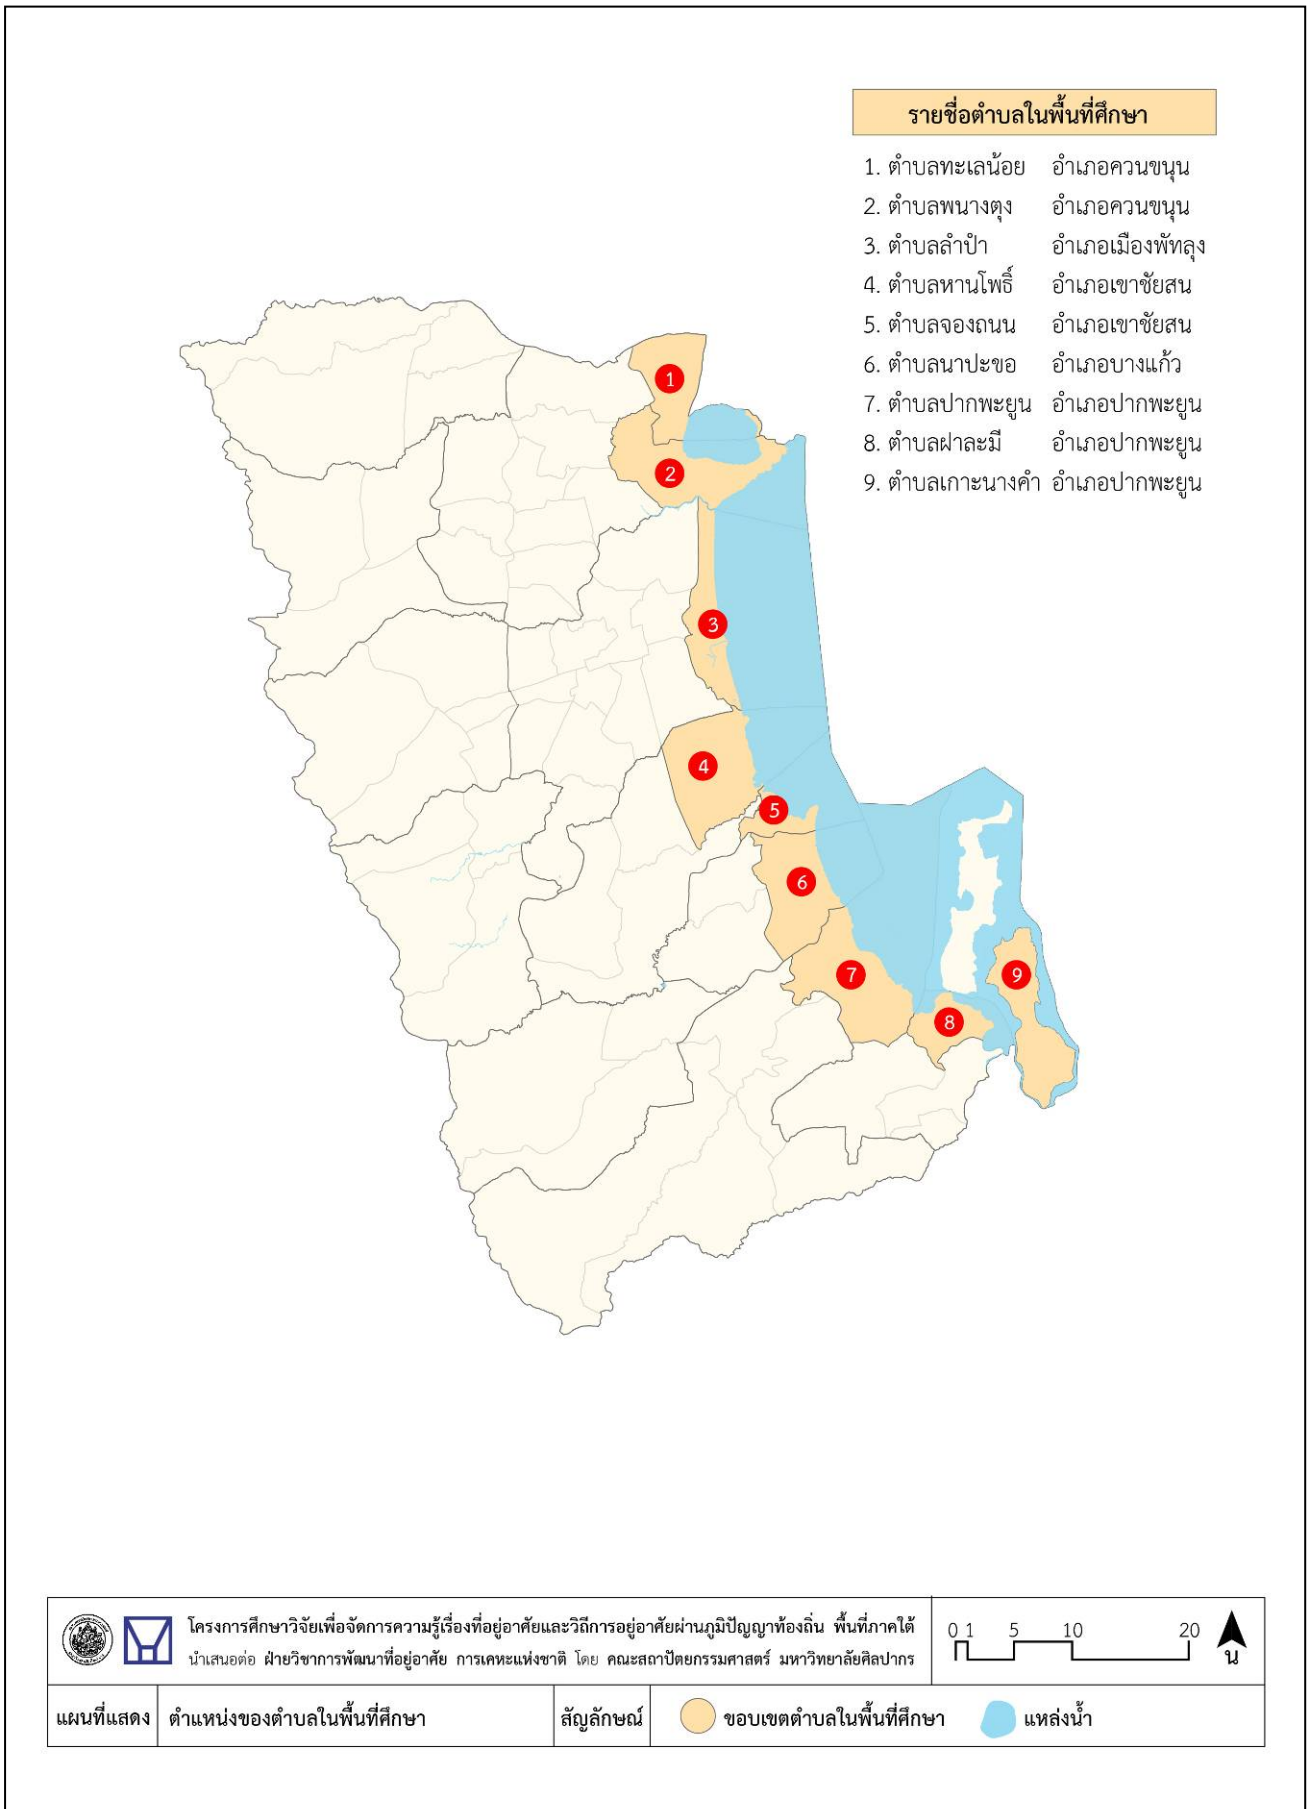 รายชื่อตำบลในพื้นที่ศึกษา
1. ตำบลทะเลน้อย อำเภอควนขนุน
2. ตำบลพนางตุง อำเภอควนขนุน
3. ตำบลลำปำ อำเภอเมืองพัทลุง
4. ตำบลหานโพธิ์ อำเภอเขาชัยสน
5. ตำบลจองถนน อำเภอเขาชัยสน
6. ตำบลนาปะขอ อำเภอบางแก้ว
7. ตำบลปากพะยูน อำเภอปากพะยูน
8. ตำบลฝาละมี อำเภอปากพะยูน
9. ตำบลเกาะนางคำ อำเภอปากพะยูน
1
2
3
4
5
6
7
9
8
โครงการศึกษาวิจัยเพื่อจัดการความรู้เรื่องที่อยู่อาศัยและวิถีการอยู่อาศัยผ่านภูมิปัญญาท้องถิ่น พื้นที่ภาคใต้
นำเสนอต่อ ฝ่ายวิชาการพัฒนาที่อยู่อาศัย การเคหะแห่งชาติ โดย คณะสถาปัตยกรรมศาสตร์ มหาวิทยาลัยศิลปากร
0 1 5 10 20
น
แผนที่แสดง ตำแหน่งของตำบลในพื้นที่ศึกษา สัญลักษณ์ ขอบเขตตำบลในพื้นที่ศึกษา แหล่งน้ำ